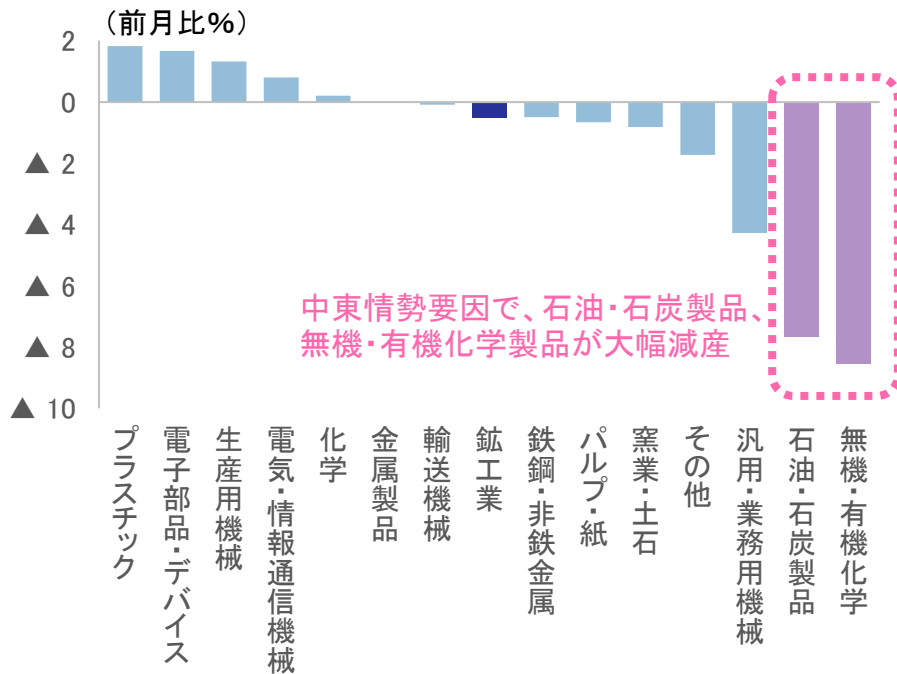 (前月比%)
2
0
▲ 2
▲ 4
▲ 6
▲ 8
▲ 10
中東情勢要因で、石油・石炭製品、
無機・有機化学製品が大幅減産
プラスチック
電子部品・デバイス
生産用機械
電気・情報通信機械
化学
金属製品
輸送機械
鉱工業
鉄鋼・非鉄金属
パルプ・紙
窯業・土石
その他
汎用・業務用機械
石油・石炭製品
無機・有機化学